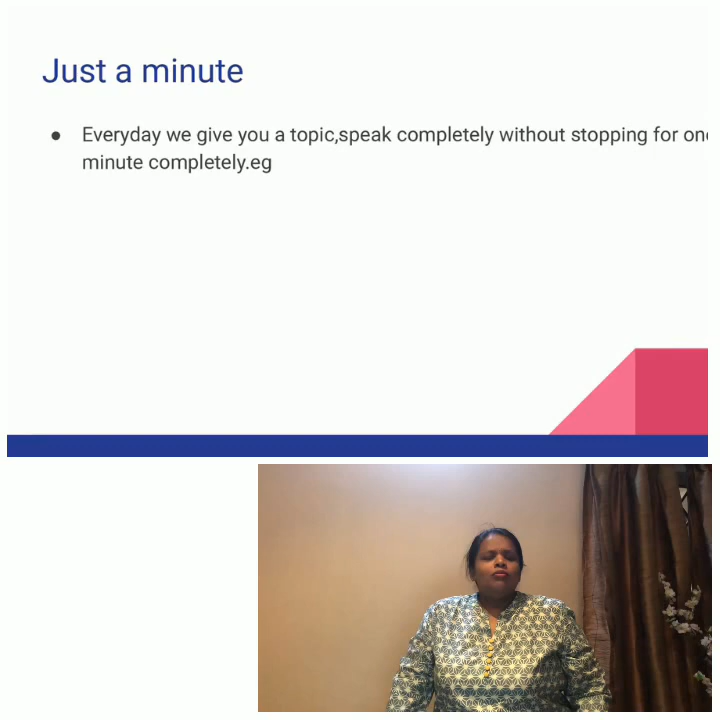 Just a minute
● Everyday we give you a topic,speak completely without stopping for
minute completely.eg